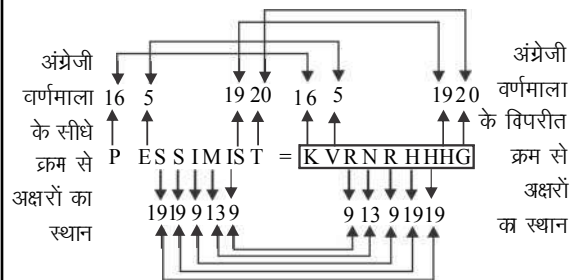 अंग्रेजी
वर्णमाला
के सीधे
क्रम से
अक्षरों का
स्थान
16 5 19 20 16 5 19 20
P E S S I M I S T = K V R N R H H H G
19 19 9 13 9 9 13 9 19 19
अंग्रेजी
वर्णमाला
के विपरीत
क्रम से
अक्षरों
का स्थान